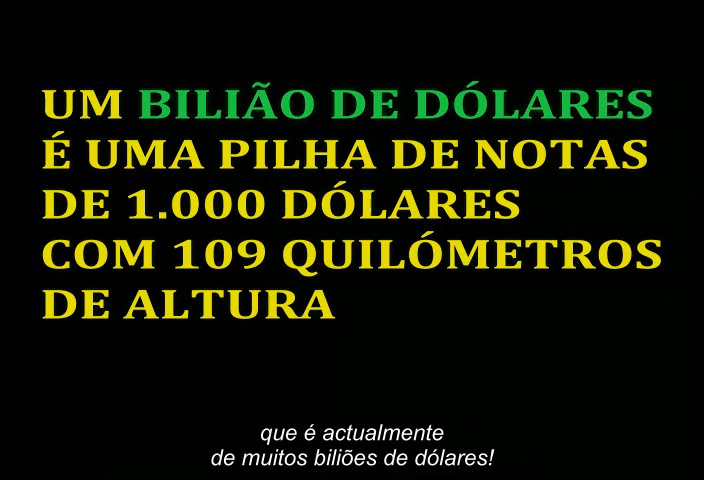 UM BILIÃO DE DÓLARES
É UMA PILHA DE NOTAS
DE 1.000 DÓLARES
COM 109 QUILÓMETROS
DE ALTURA
que é actualmente
de muitos biliões de dólares!